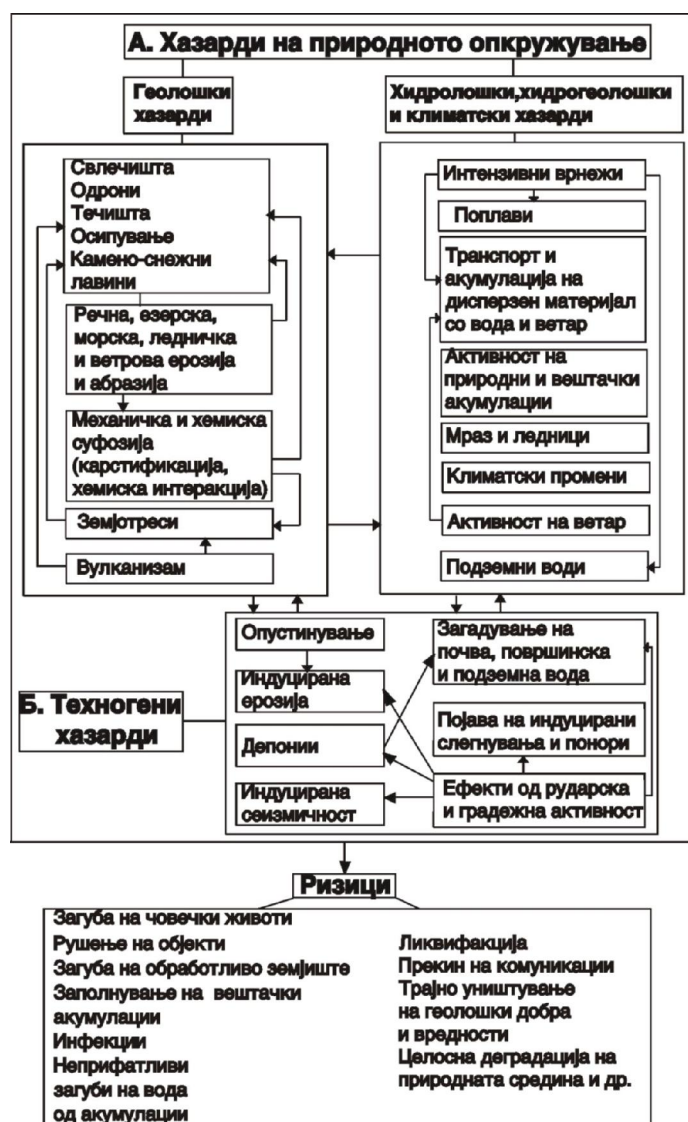 А. Хазарди на природното опкружување
Геолошки
хазарди
Хидролошки,хидрогеолошки
и климатски хазарди
Свлечишта
Одрони
Течишта
Осипување
Камено-снежни
лавини
Речна, езерска,
морска, ледничка
и ветрова ерозија
и абразија
Механичка и хемиска
суфозија
(карстификација,
хемиска интеракција)
Земјотреси
Вулканизам
Интензивни врнежи
Поплави
Транспорт и
акумулација на
дисперзен материјал
со вода и ветар
Активност на
природни и вештачки
акумулации
Мраз и ледници
Климатски промени
Активност на ветар
Подземни води
Б. Техногени
хазарди
Опустинување
Индуцирана
ерозија
Депонии
Индуцирана
сеизмичност
Загадување на
почва, површинска
и подземна вода
Појава на индуцирани
слегнувања и понори
Ефекти од рударска
и градежна активност
Ризици
Загуба на човечки животи
Рушење на објекти
Загуба на обработливо земјиште
Заполнување на вештачки
акумулации
Инфекции
Неприфатливи
загуби на вода
од акумулации
Ликвифакција
Прекин на комуникации
Трајно уништување
на геолошки добра
и вредности
Целосна деградација на
природната средина и др.